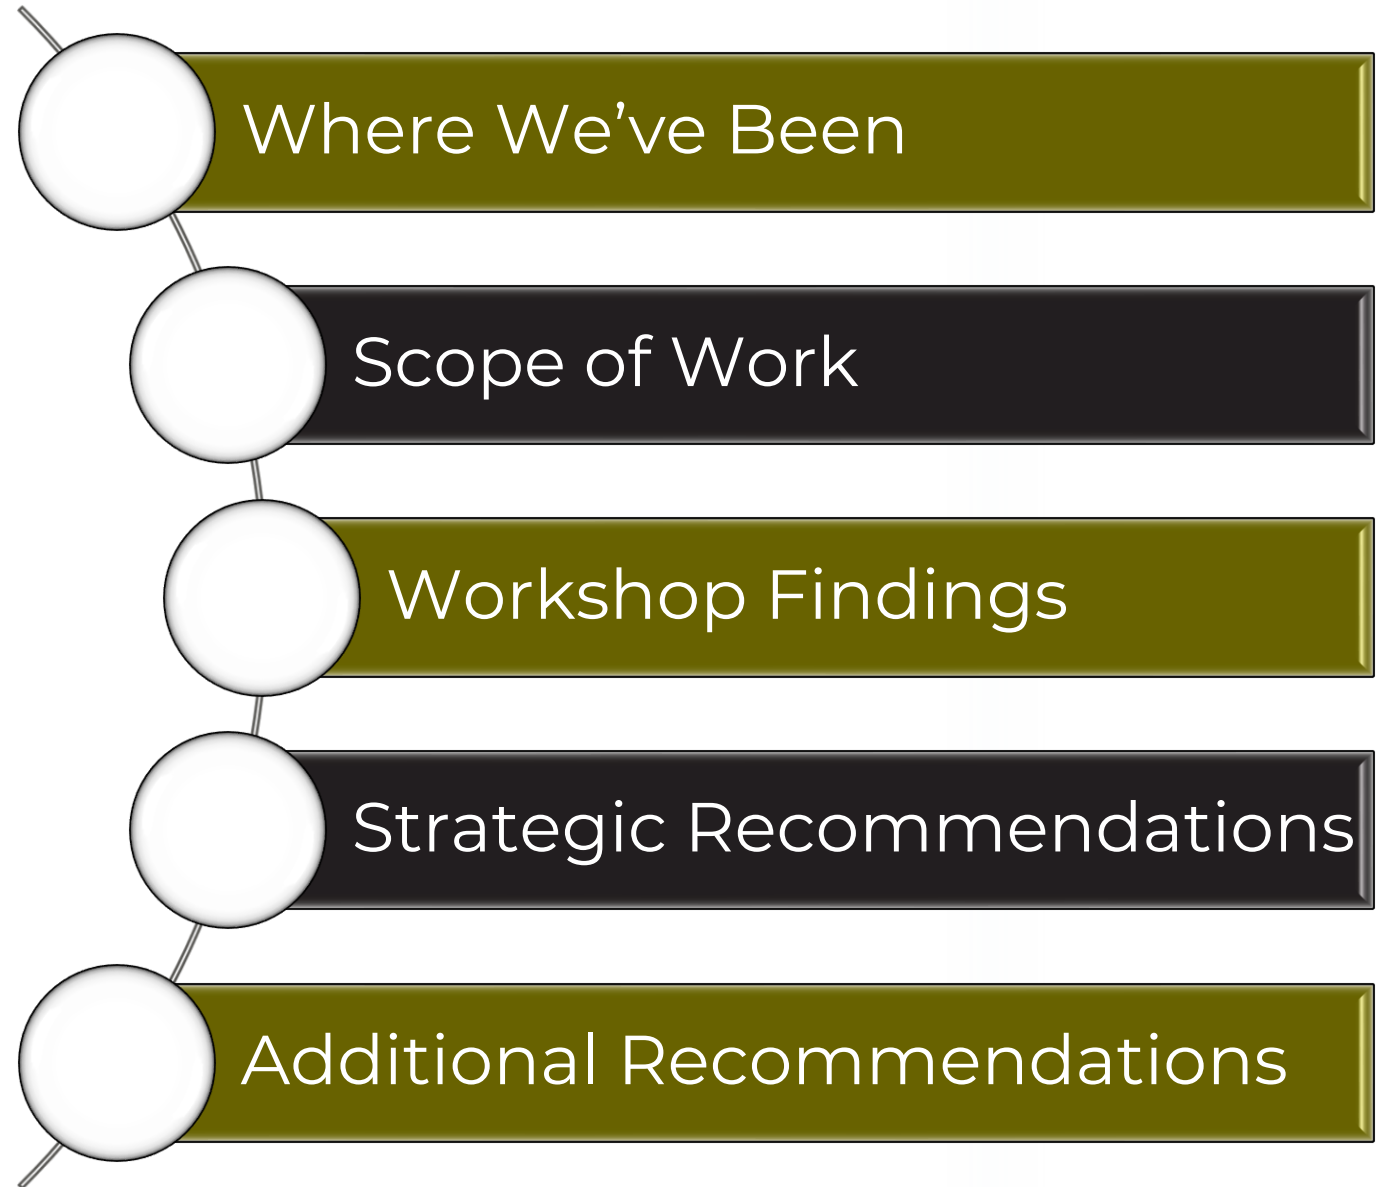 Where We’ve Been
Scope of Work
Workshop Findings
Strategic Recommendations
Additional Recommendations